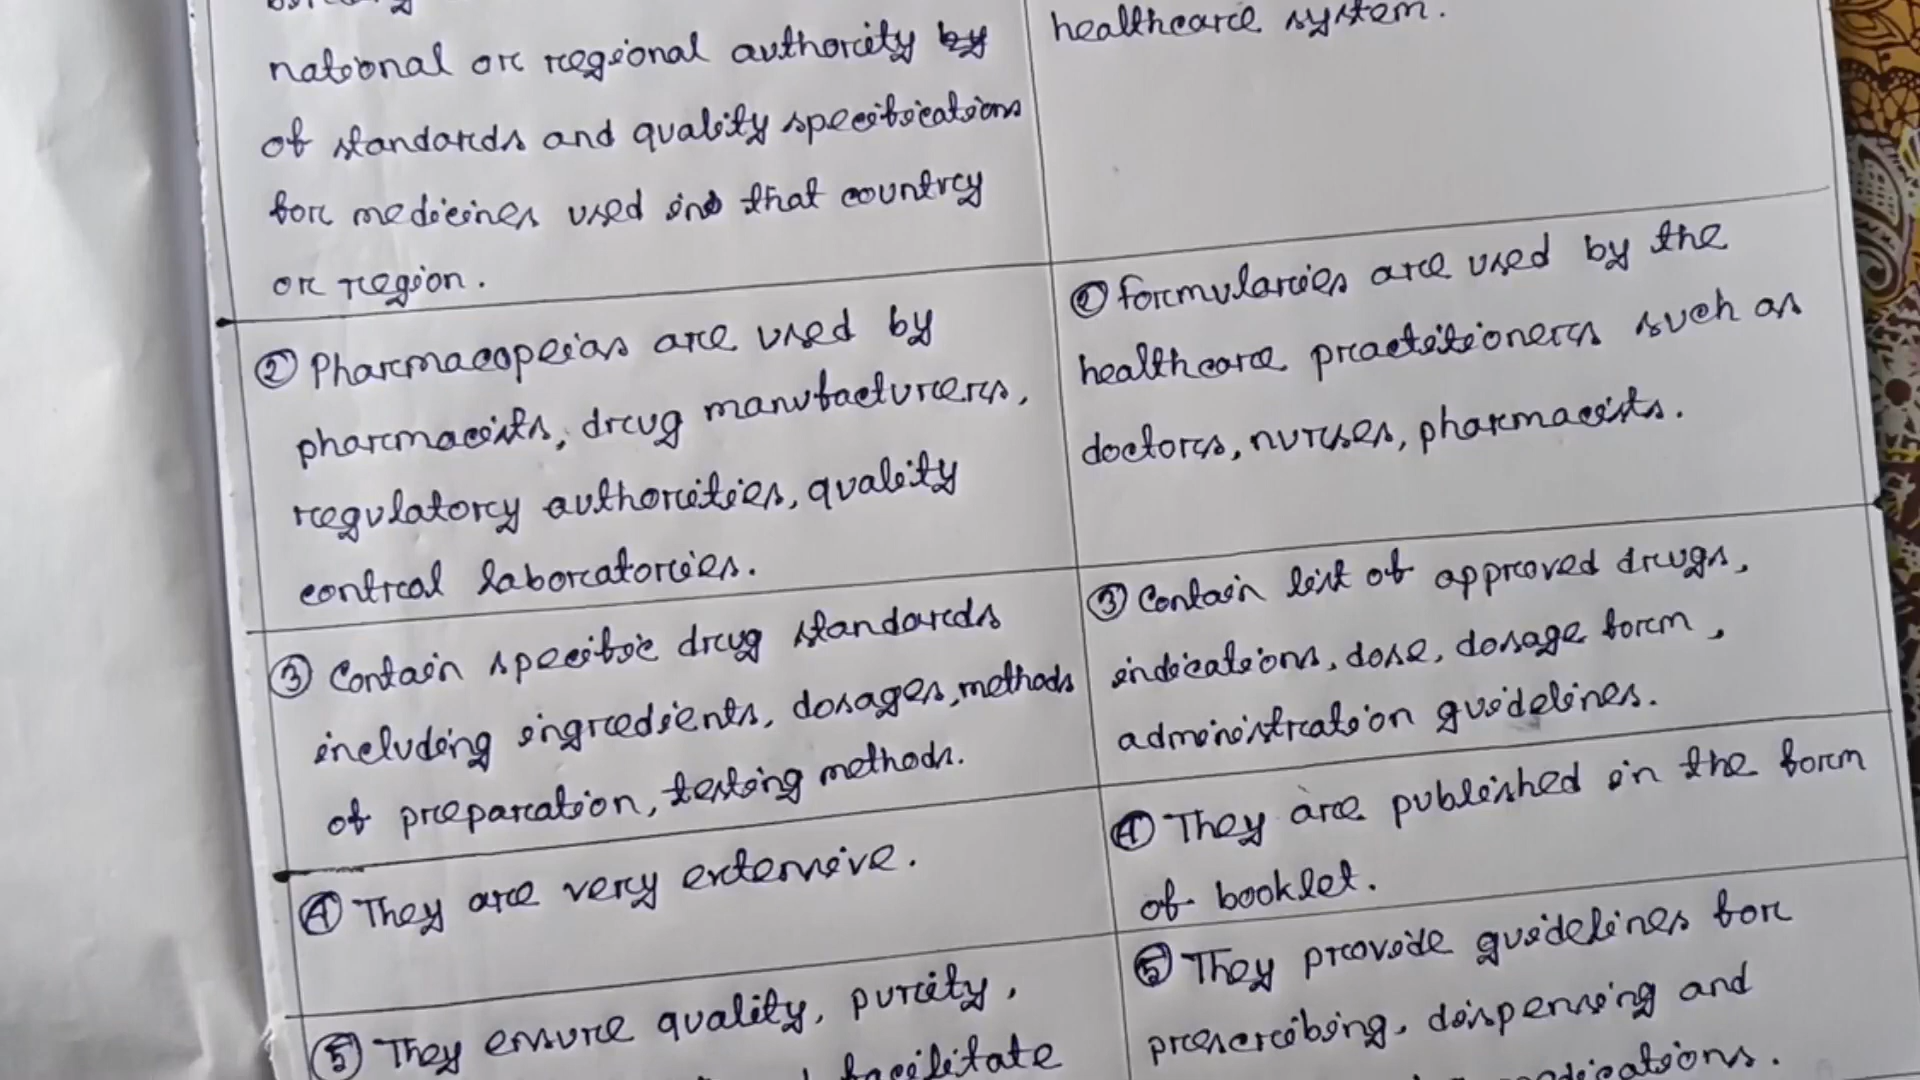 national or regional authority by
of standards and quality specifications
for medicines used in that country
or region.
② Pharmacopeias are used by
pharmacists, drug manufacturers,
regulatory authorities, quality
control laboratories.
③ Contain specific drug standards
including ingredients, dosages, methods
of preparation, testing methods.
④ They are very extensive.
⑤ They ensure quality, purity,
facilitate
healthcare system.
② Formularies are used by the
healthcare practitioners such as
doctors, nurses, pharmacists.
③ Contain list of approved drugs,
indications, dose, dosage form,
administration guidelines.
④ They are published in the form
of booklet.
⑤ They provide guidelines for
prescribing, dispensing and